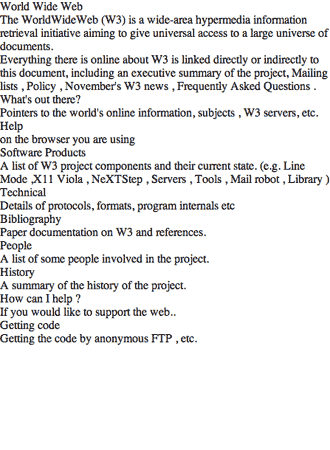 World Wide Web
The WorldWideWeb (W3) is a wide-area hypermedia information
retrieval initiative aiming to give universal access to a large universe of
documents.
Everything there is online about W3 is linked directly or indirectly to
this document, including an executive summary of the project, Mailing
lists , Policy , November's W3 news , Frequently Asked Questions .
What's out there?
Pointers to the world's online information, subjects , W3 servers, etc.
Help
on the browser you are using
Software Products
A list of W3 project components and their current state. (e.g. Line
Mode ,X11 Viola , NeXTStep , Servers , Tools , Mail robot , Library )
Technical
Details of protocols, formats, program internals etc
Bibliography
Paper documentation on W3 and references.
People
A list of some people involved in the project.
History
A summary of the history of the project.
How can I help ?
If you would like to support the web..
Getting code
Getting the code by anonymous FTP , etc.